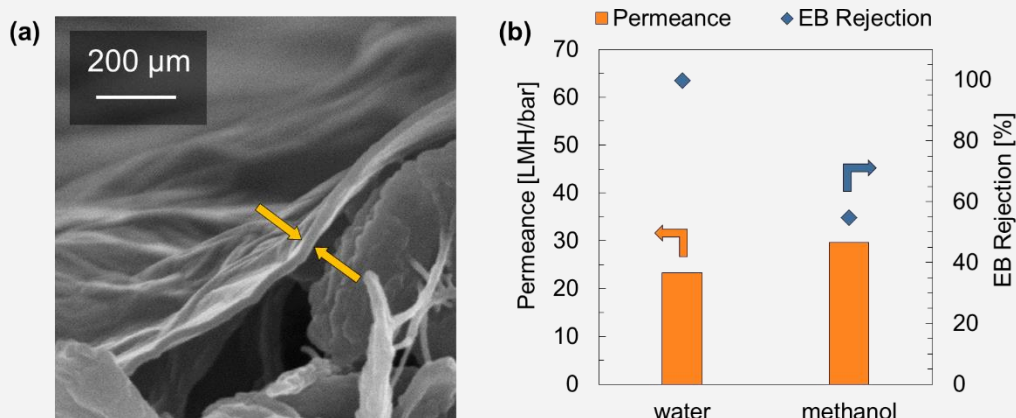 (a)
200 µm
(b)
Permeance
EB Rejection
Permeance [LMH/bar]
70
60
50
40
30
20
10
0
water
methanol
100
80
60
40
20
0
EB Rejection [%]